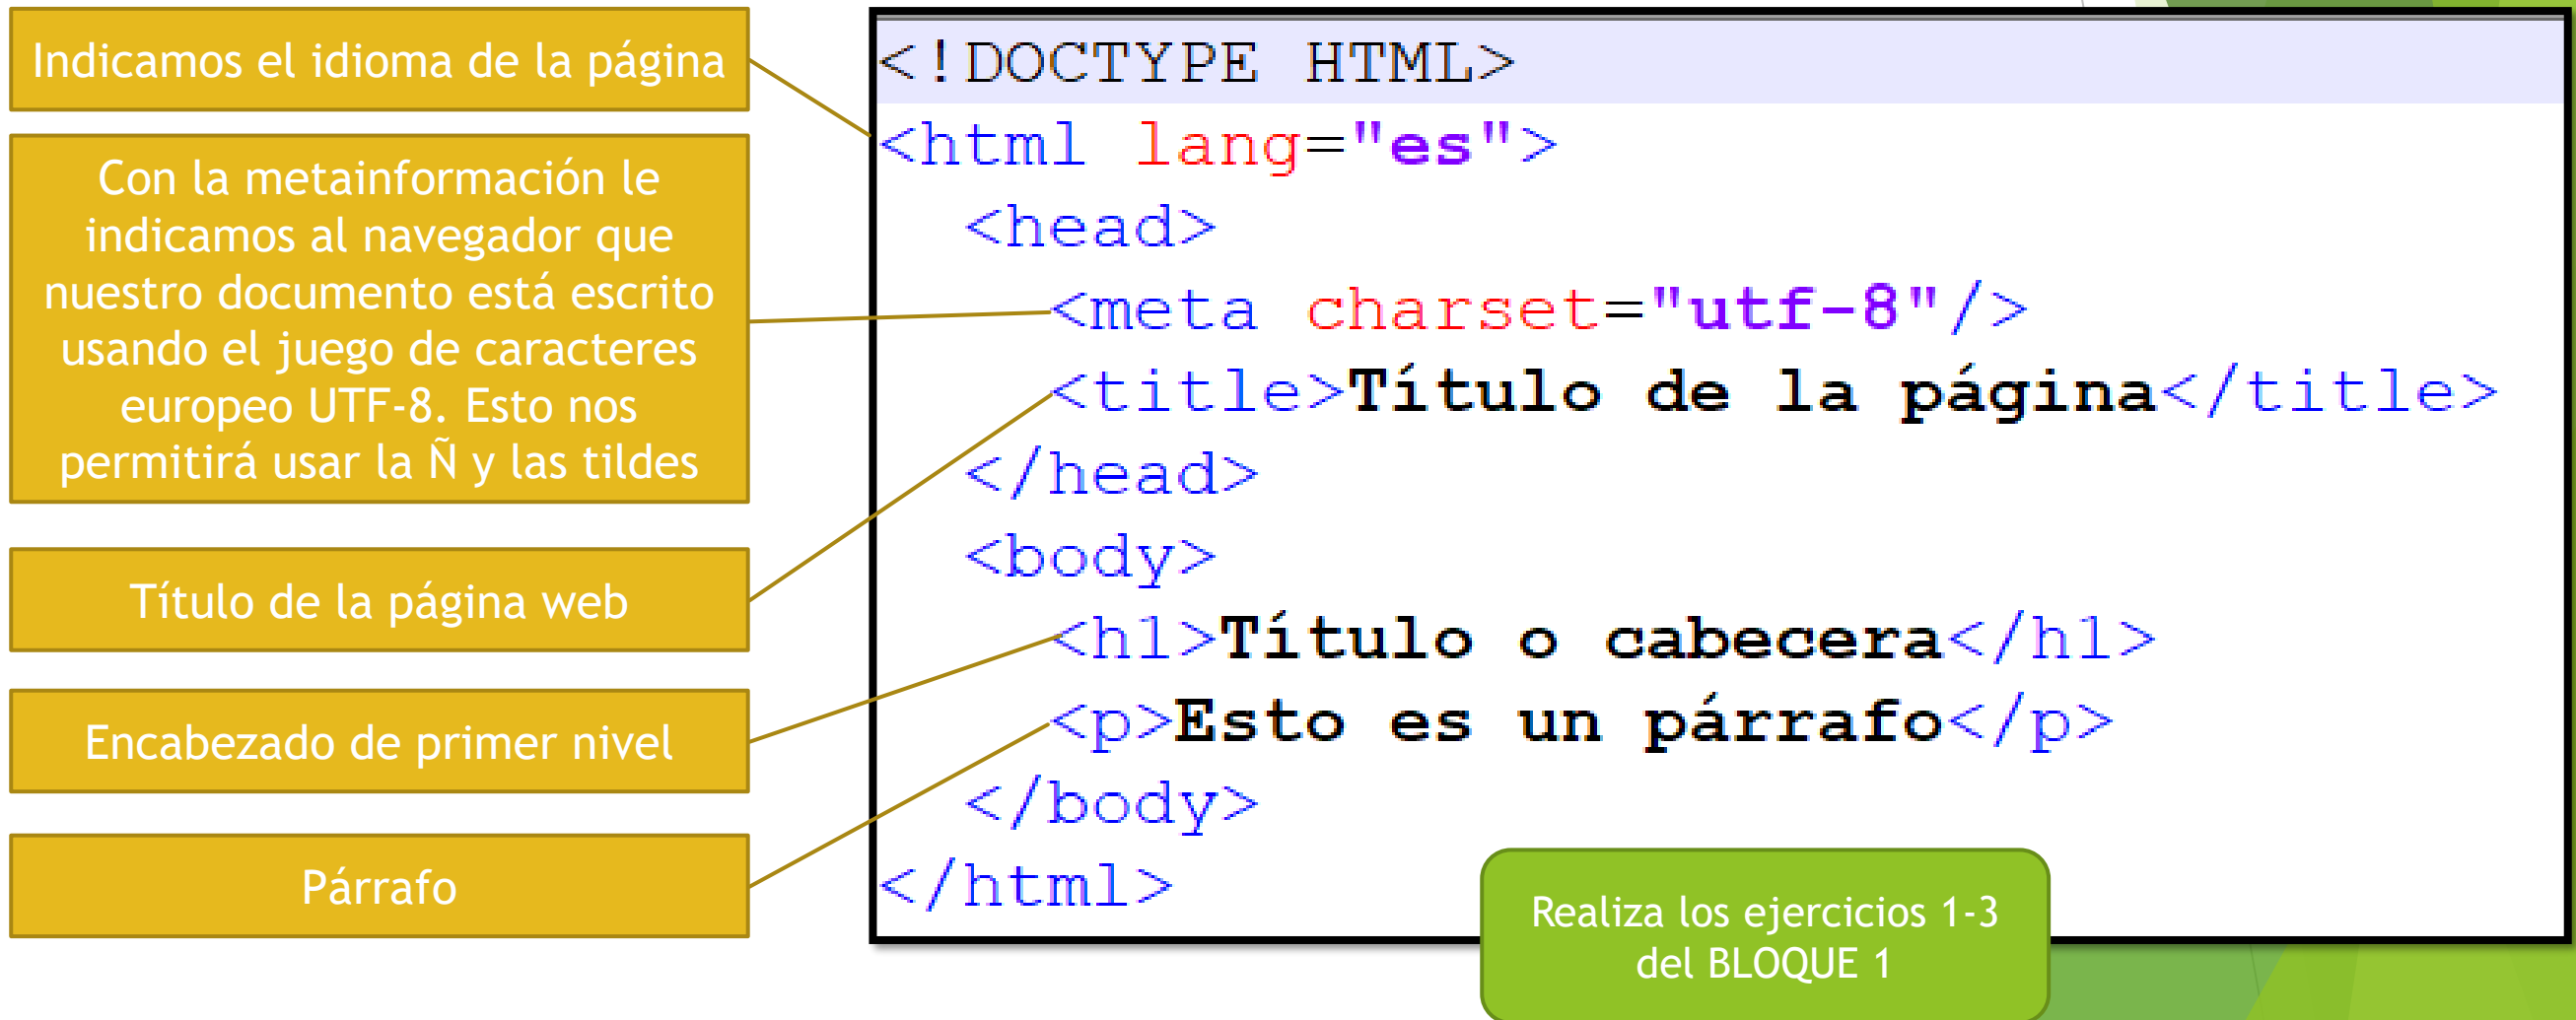 Indicamos el idioma de la página
Con la metainformación le
indicamos al navegador que
nuestro documento está escrito
usando el juego de caracteres
europeo UTF-8. Esto nos
permitirá usar la Ñ y las tildes
Título de la página web
Encabezado de primer nivel
Párrafo
<!DOCTYPE HTML>
<html lang="es">
<head>
<meta charset="utf-8"/>
<title>Título de la página</title>
</head>
<body>
<h1>Título o cabecera</h1>
<p>Esto es un párrafo</p>
</body>
</html>
Realiza los ejercicios 1-3
del BLOQUE 1